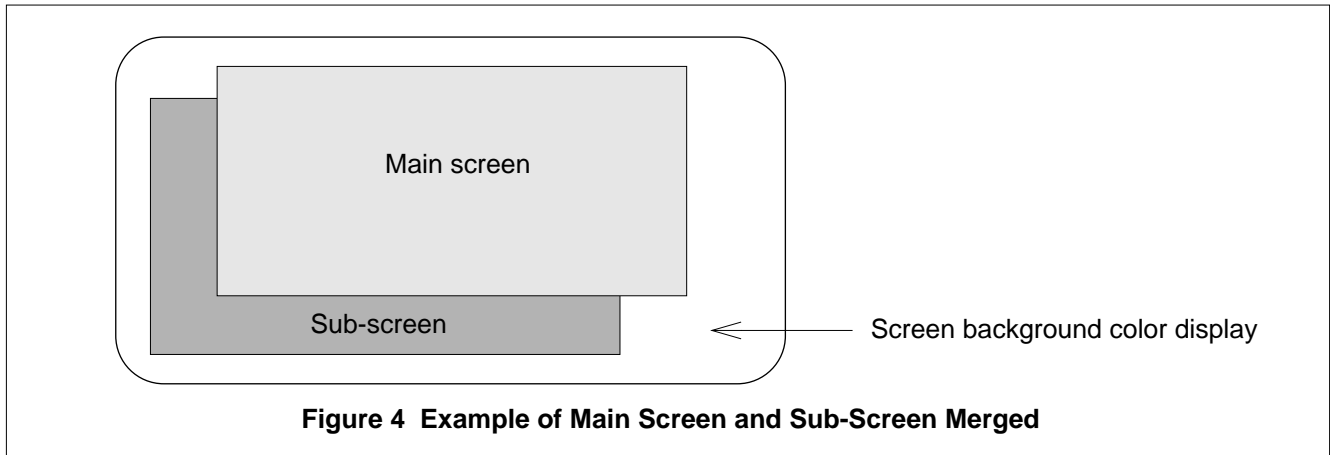 Main screen
Sub-screen
Screen background color display
Figure 4 Example of Main Screen and Sub-Screen Merged